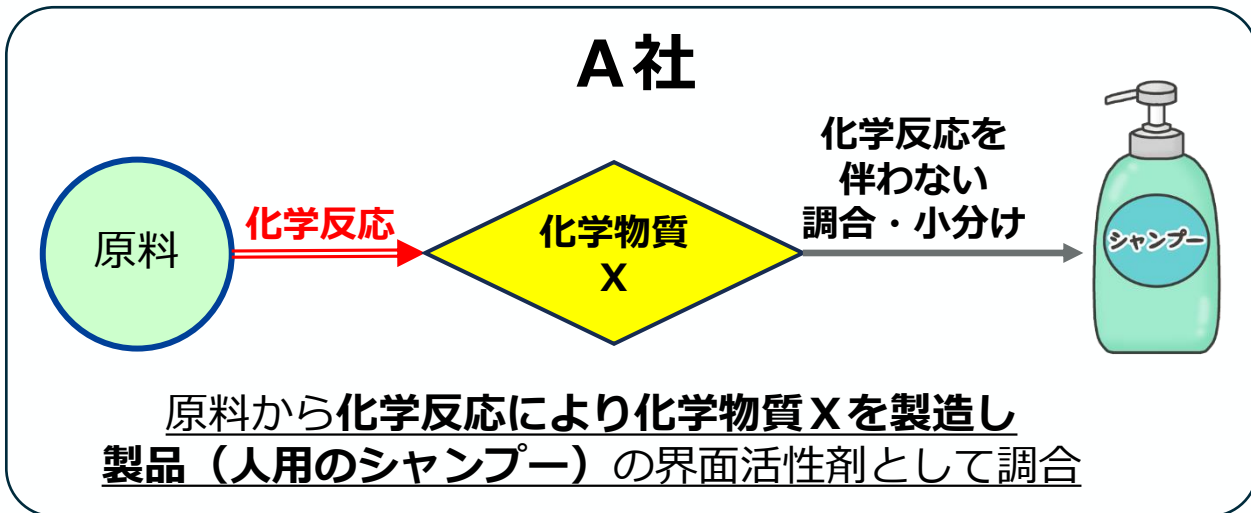 A社
原料
化学反応
化学物質
X
化学反応を
伴わない
調合・小分け
シャンプー
原料から化学反応により化学物質Xを製造し
製品（人用のシャンプー）の界面活性剤として調合